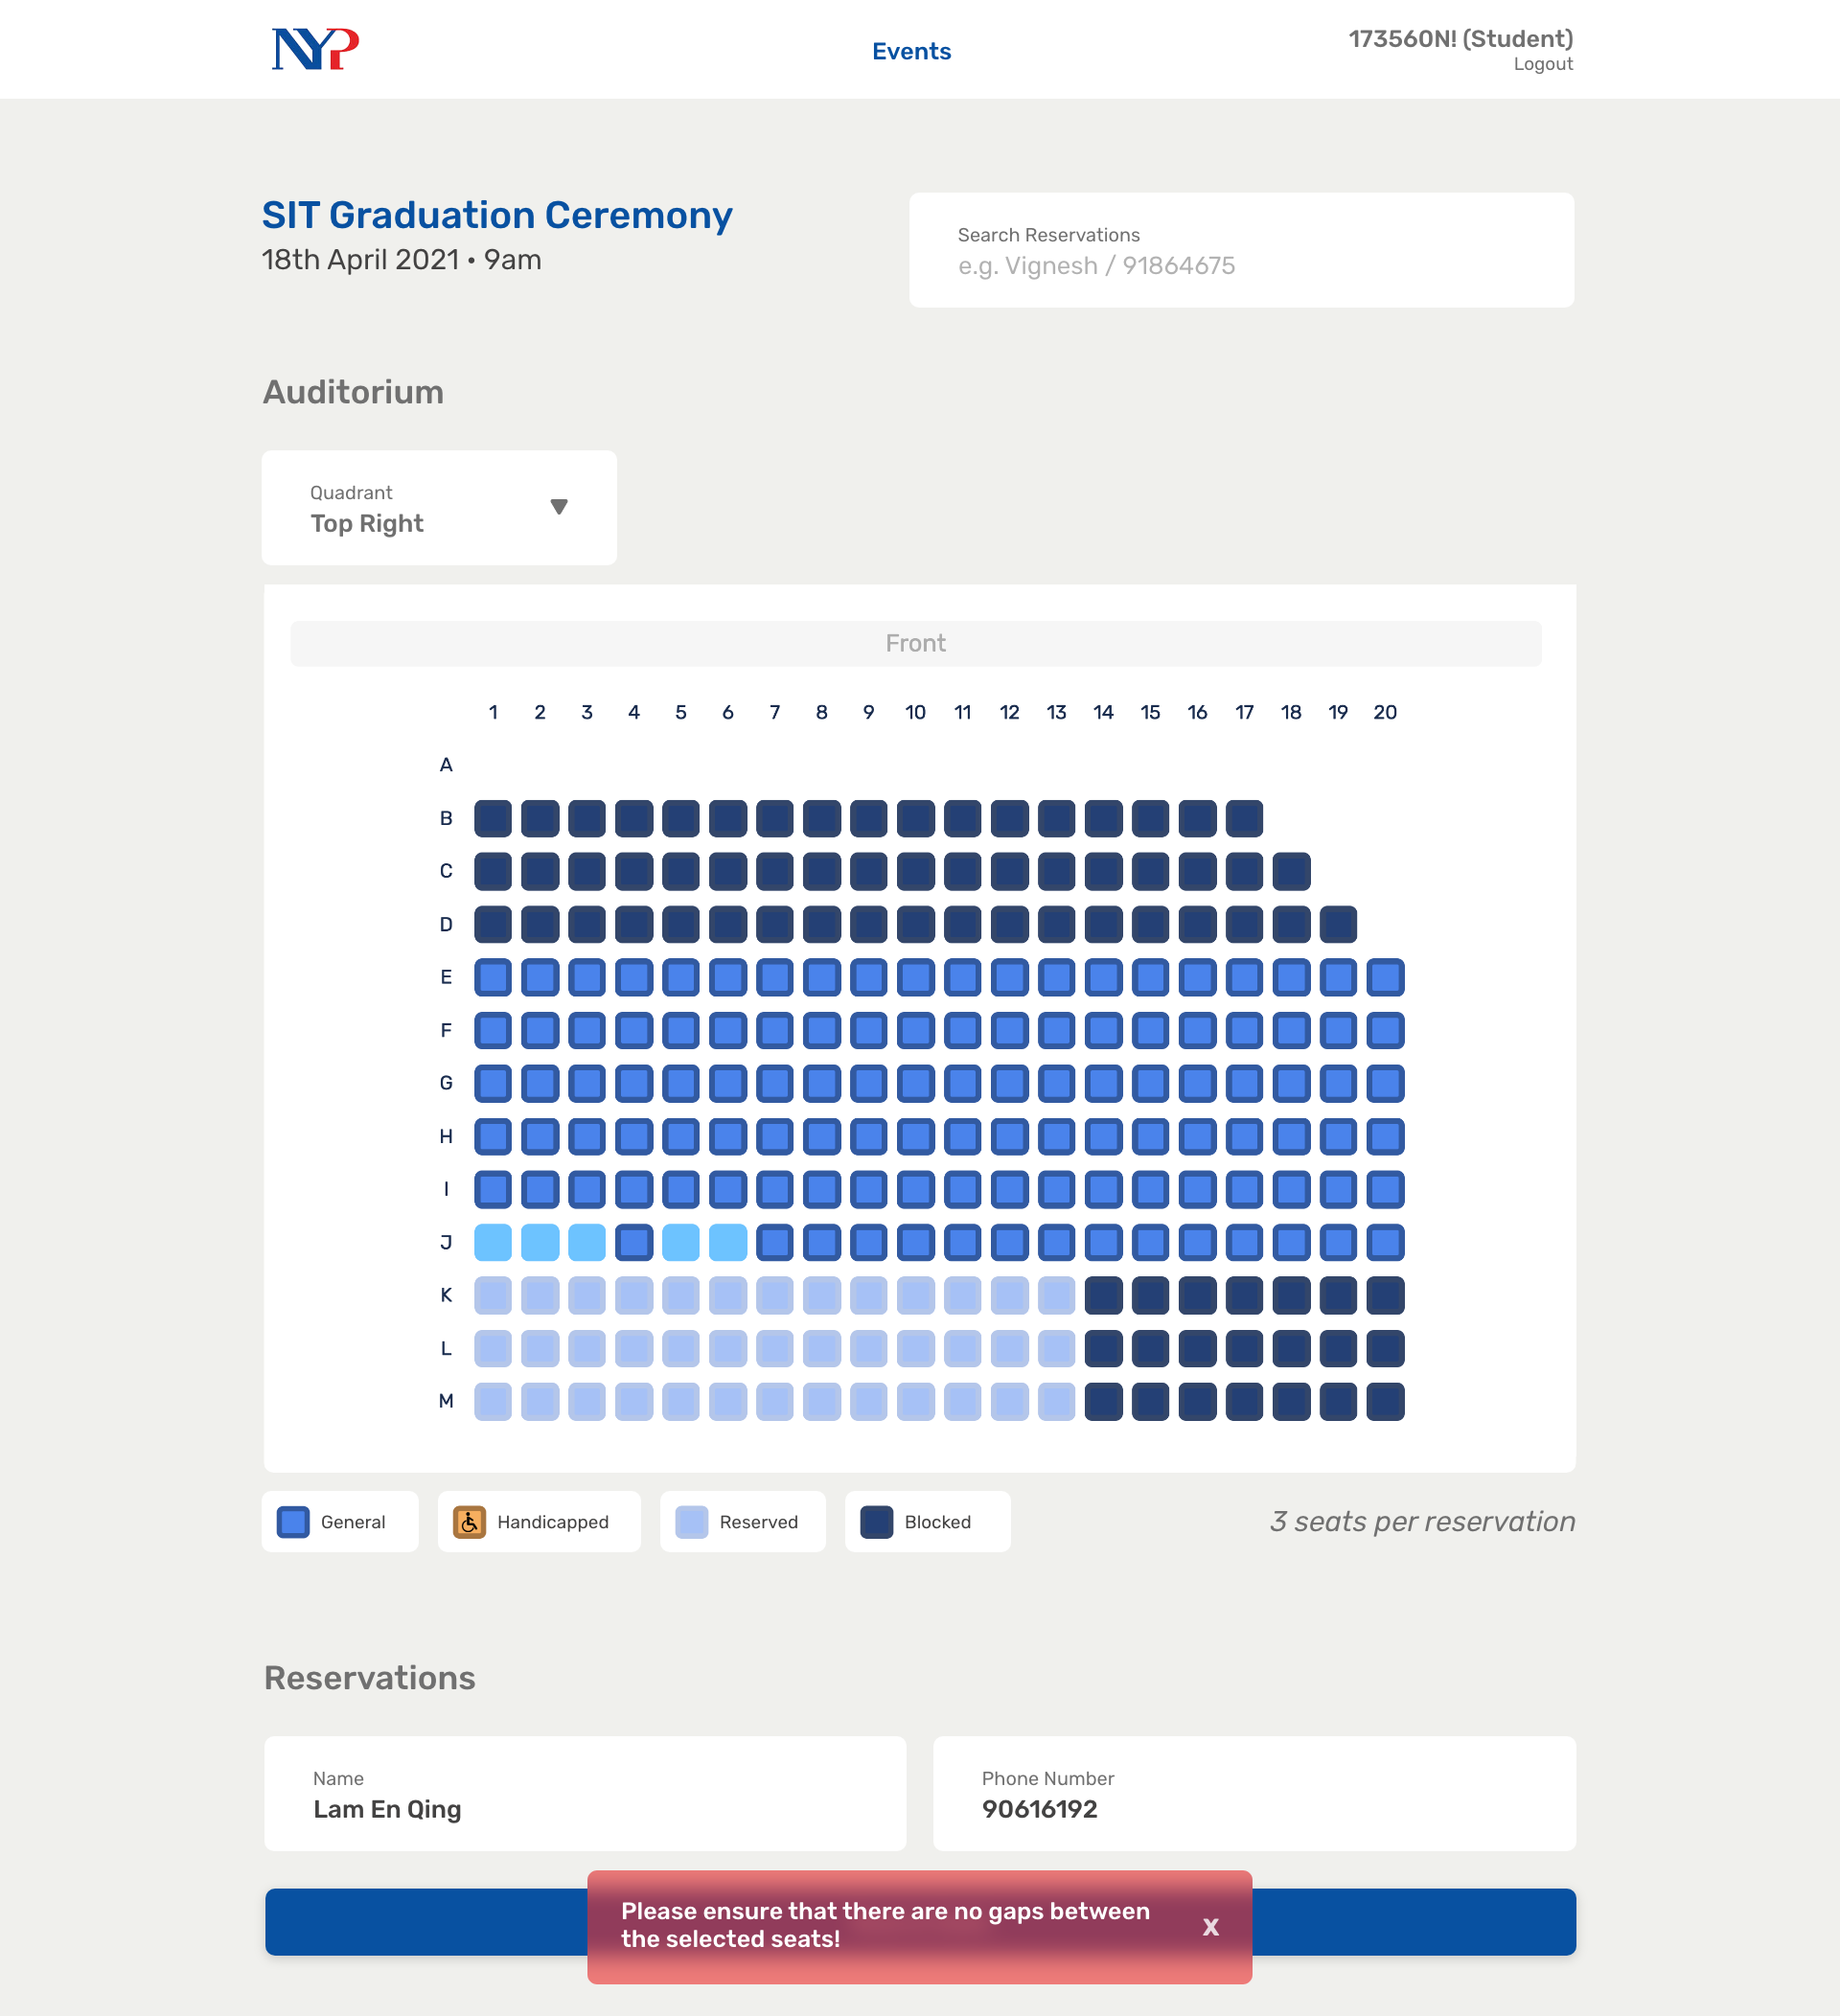 NYP
Events
173560N! (Student)
Logout
SIT Graduation Ceremony
18th April 2021 • 9am
Search Reservations
e.g. Vignesh / 91864675
Auditorium
Quadrant
Top Right
Front
1 2 3 4 5 6 7 8 9 10 11 12 13 14 15 16 17 18 19 20
A
B
C
D
E
F
G
H
I
J
K
L
M
General
Handicapped
Reserved
Blocked
3 seats per reservation
Reservations
Name
Lam En Qing
Phone Number
90616192
Please ensure that there are no gaps between
the selected seats!
X